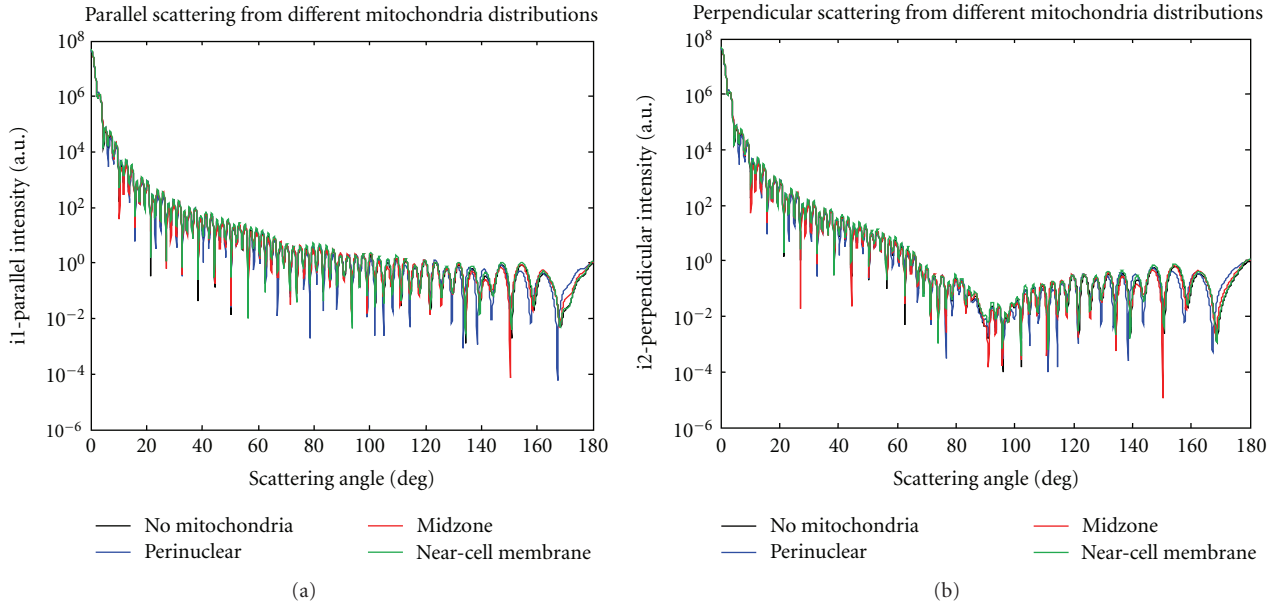 Parallel scattering from different mitochondria distributions
10^8
10^6
10^4
10^2
10^0
10^−2
10^−4
10^−6
i1-parallel intensity (a.u.)
0 20 40 60 80 100 120 140 160 180
Scattering angle (deg)
No mitochondria
Perinuclear
Midzone
Near-cell membrane
(a)
Perpendicular scattering from different mitochondria distributions
10^8
10^6
10^4
10^2
10^0
10^−2
10^−4
10^−6
i2-perpendicular intensity (a.u.)
0 20 40 60 80 100 120 140 160 180
Scattering angle (deg)
No mitochondria
Perinuclear
Midzone
Near-cell membrane
(b)